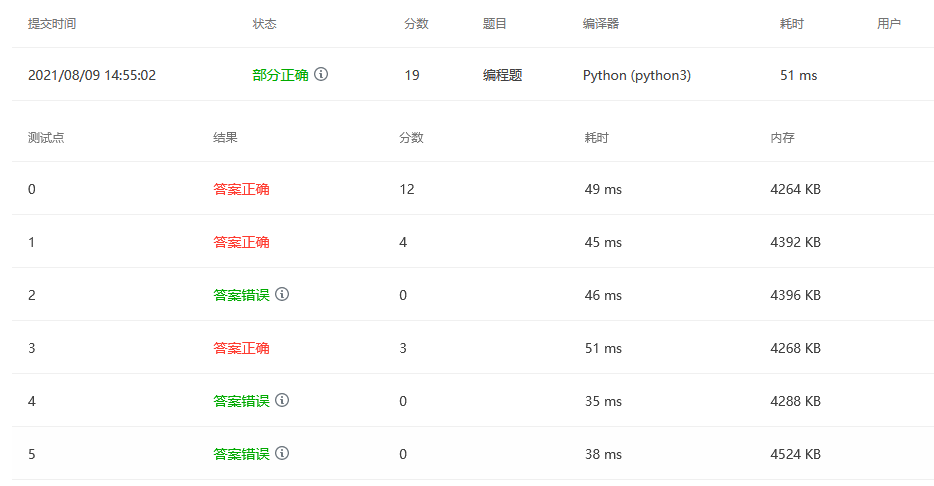 提交时间 状态 分数 题目 编译器 耗时 用户
2021/08/09 14:55:02 部分正确 19 编程题 Python (python3) 51 ms
测试点 结果 分数 耗时 内存
0 答案正确 12 49 ms 4264 KB
1 答案正确 4 45 ms 4392 KB
2 答案错误 0 46 ms 4396 KB
3 答案正确 3 51 ms 4268 KB
4 答案错误 0 35 ms 4288 KB
5 答案错误 0 38 ms 4524 KB